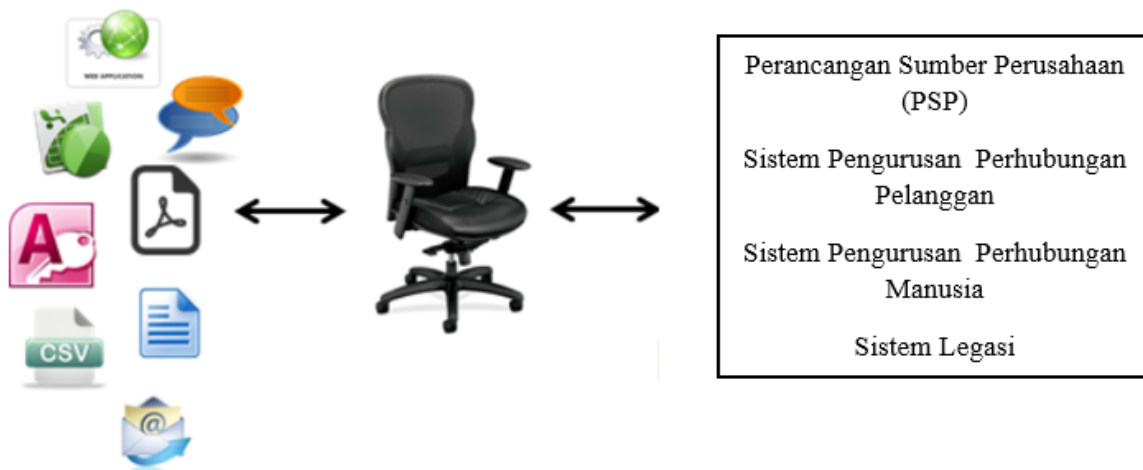 WEB APPLICATION
A
CSV
@
Perancangan Sumber Perusahaan
(PSP)
Sistem Pengurusan Perhubungan
Pelanggan
Sistem Pengurusan Perhubungan
Manusia
Sistem Legasi